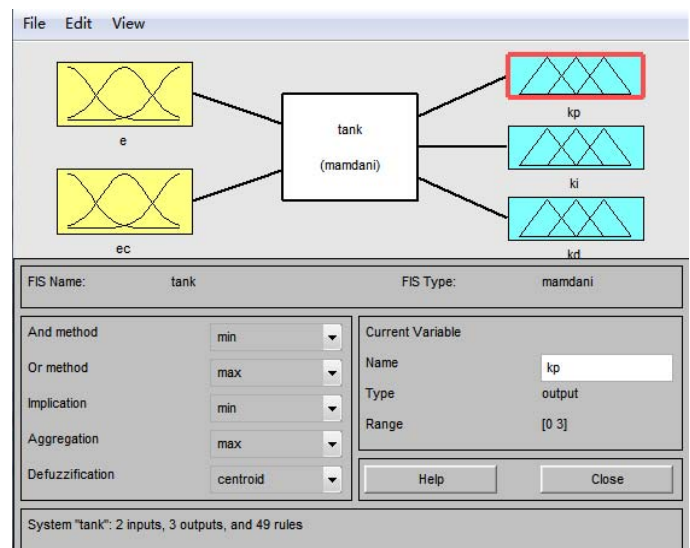 File Edit View
e
ec
tank
(mamdani)
kp
ki
kd
FIS Name: tank FIS Type: mamdani
And method min
Or method max
Implication min
Aggregation max
Defuzzification centroid
Current Variable
Name kp
Type output
Range [0 3]
Help Close
System "tank": 2 inputs, 3 outputs, and 49 rules